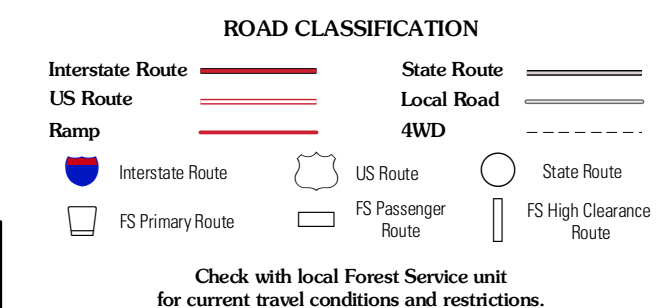 ROAD CLASSIFICATION
Interstate Route
State Route
US Route
Local Road
Ramp
4WD
Interstate Route
US Route
State Route
FS Primary Route
FS Passenger
Route
FS High Clearance
Route
Check with local Forest Service unit
for current travel conditions and restrictions.